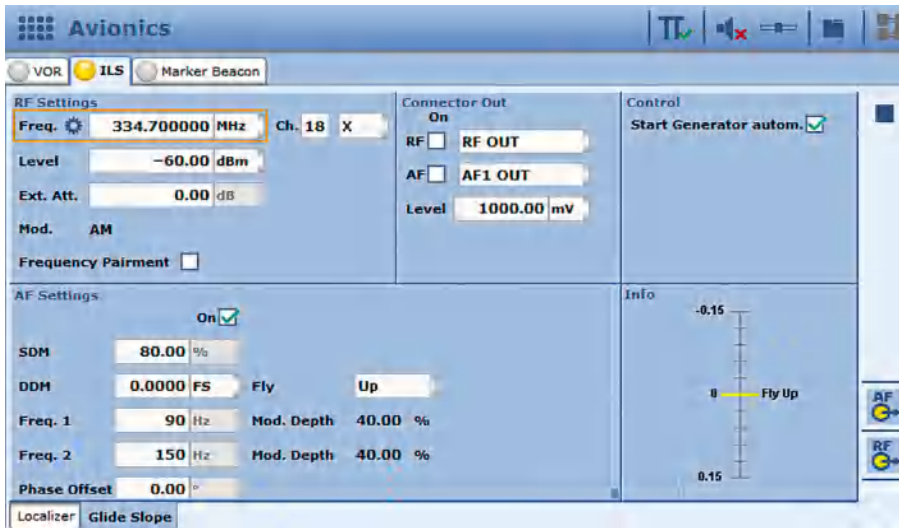 Avionics
VOR ILS Marker Beacon
RF Settings
Freq. 334.700000 MHz Ch. 18 X
Level -60.00 dBm
Ext. Att. 0.00 dB
Mod. AM
Frequency Pairment
Connector Out
On
RF RF OUT
AF AF1 OUT
Level 1000.00 mV
Control
Start Generator autom.
AF Settings
On
SDM 80.00 %
DDM 0.0000 FS Fly Up
Freq. 1 90 Hz Mod. Depth 40.00 %
Freq. 2 150 Hz Mod. Depth 40.00 %
Phase Offset 0.00 °
Info
-0.15
0 Fly Up
0.15
AF
RF
Localizer Glide Slope